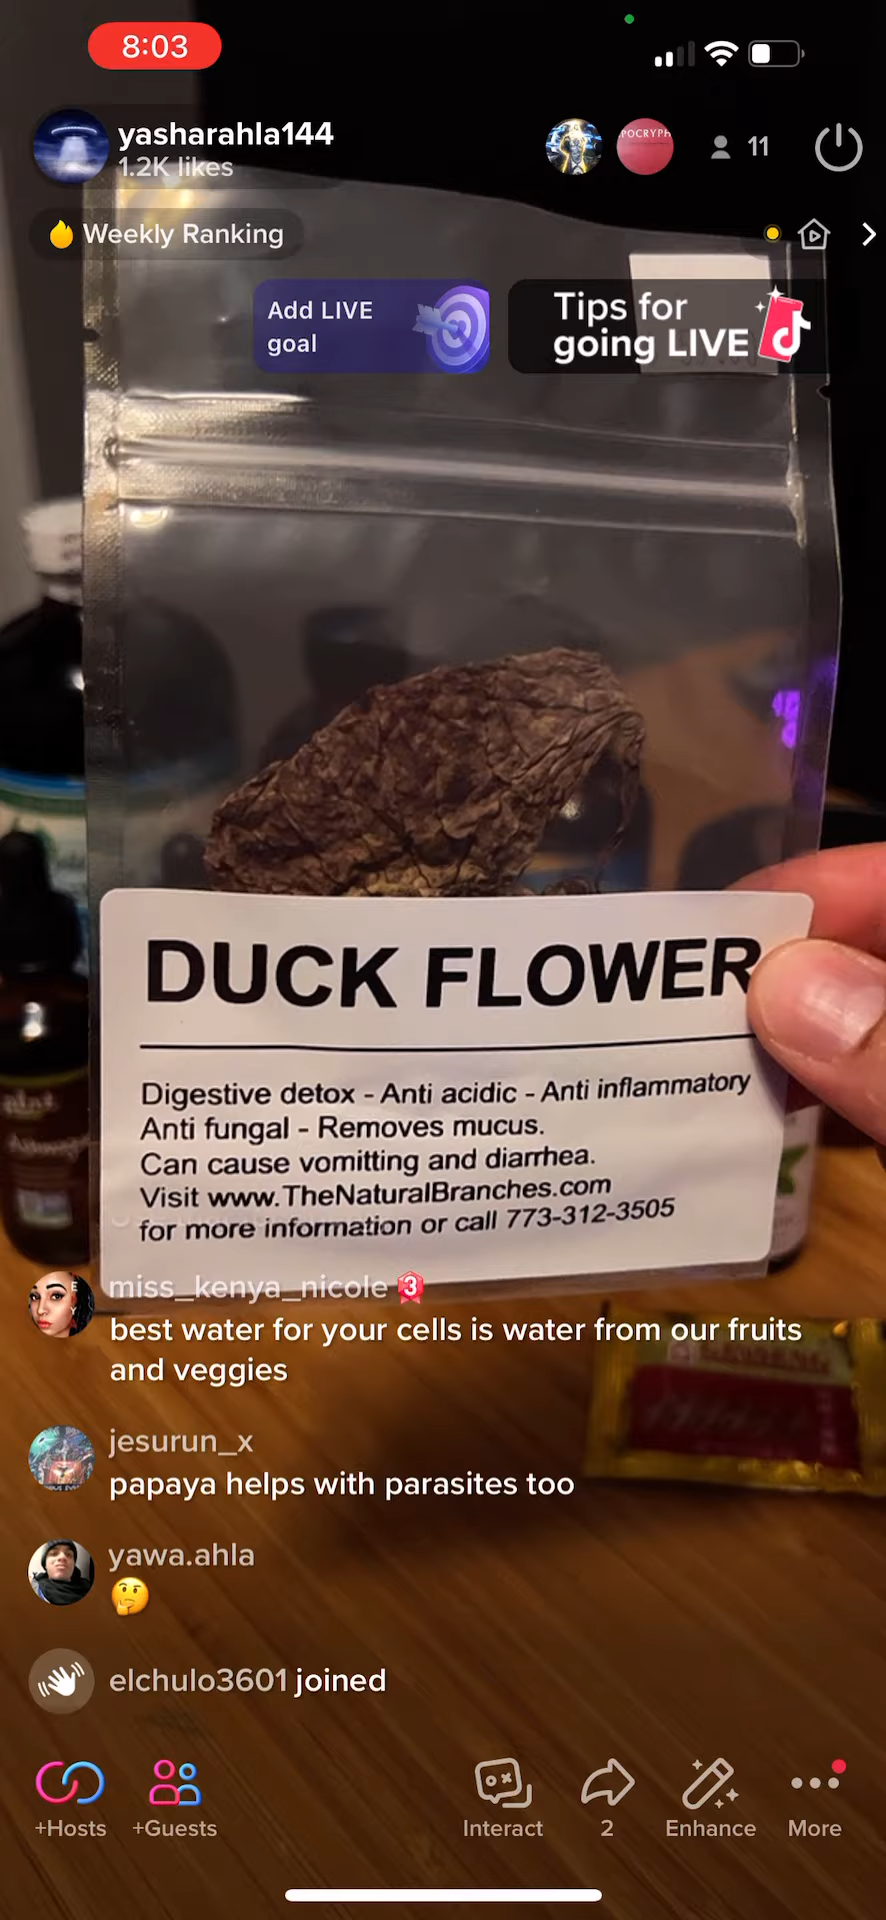 8:03
yasharahla144
1.2K likes
POCRYPH
11
Weekly Ranking
Add LIVE
goal
Tips for
going LIVE
DUCK FLOWER
Digestive detox - Anti acidic - Anti inflammatory
Anti fungal - Removes mucus.
Can cause vomitting and diarrhea.
Visit www.TheNaturalBranches.com
for more information or call 773-312-3505
miss_kenya_nicole 3
best water for your cells is water from our fruits
and veggies
jesurun_x
papaya helps with parasites too
yawa.ahla
🤔
elchulo3601 joined
+Hosts
+Guests
Interact
2
Enhance
More